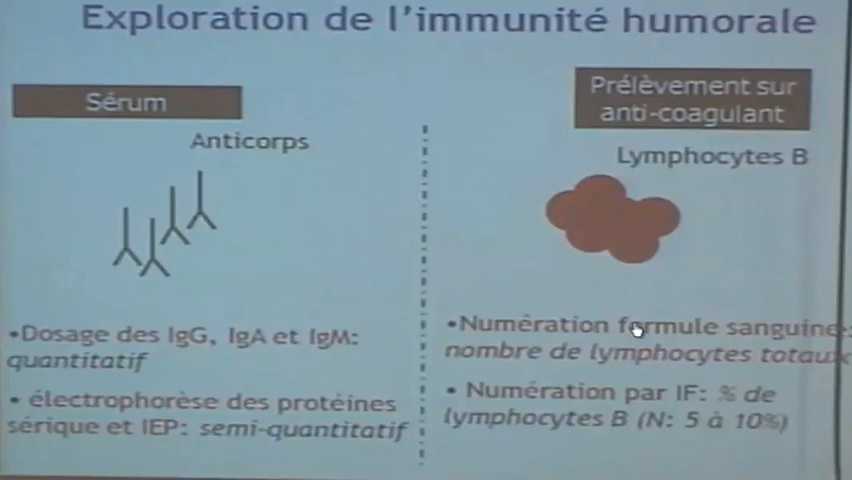 Exploration de l'immunité humorale
Sérum
Anticorps
•Dosage des IgG, IgA et IgM:
quantitatif
• électrophorèse des protéines
sérique et IEP: semi-quantitatif
Prélèvement sur
anti-coagulant
Lymphocytes B
•Numération formule sanguine:
nombre de lymphocytes totaux
• Numération par IF: % de
lymphocytes B (N: 5 à 10%)